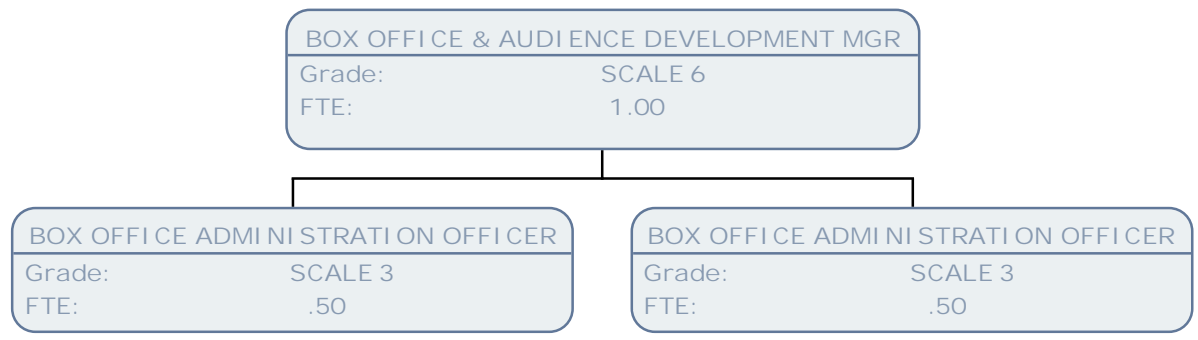 BOX OFFICE & AUDIENCE DEVELOPMENT MGR
Grade: SCALE 6
FTE: 1.00
BOX OFFICE ADMINISTRATION OFFICER
Grade: SCALE 3
FTE: .50
BOX OFFICE ADMINISTRATION OFFICER
Grade: SCALE 3
FTE: .50